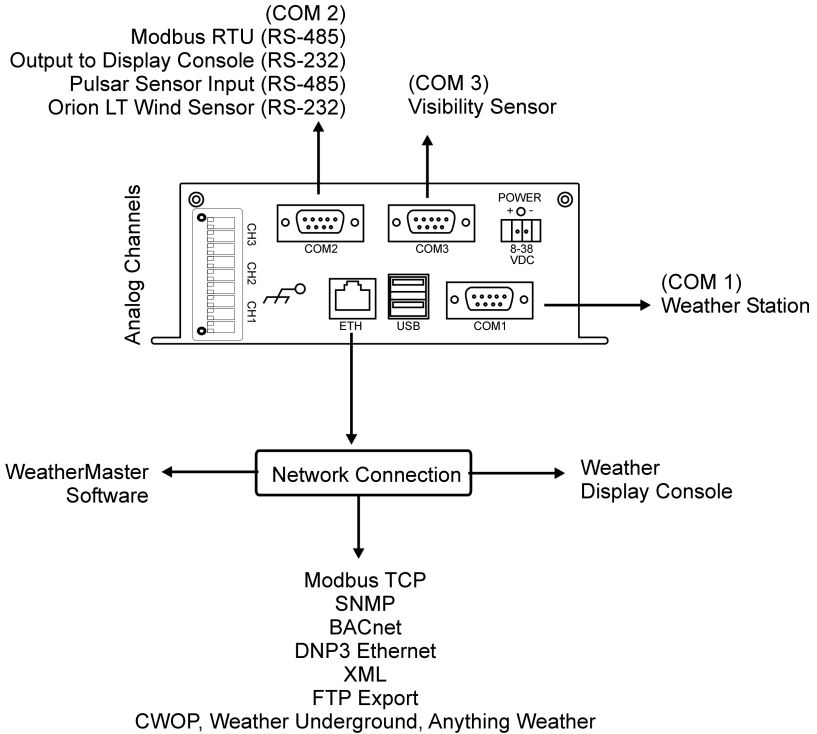 (COM 2)
Modbus RTU (RS-485)
Output to Display Console (RS-232)
Pulsar Sensor Input (RS-485)
Orion LT Wind Sensor (RS-232)
(COM 3)
Visibility Sensor
Analog Channels
CH3
CH2
CH1
COM2
COM3
POWER
+ -
8-38
VDC
ETH
USB
COM1
(COM 1)
Weather Station
WeatherMaster
Software
Network Connection
Weather
Display Console
Modbus TCP
SNMP
BACnet
DNP3 Ethernet
XML
FTP Export
CWOP, Weather Underground, Anything Weather